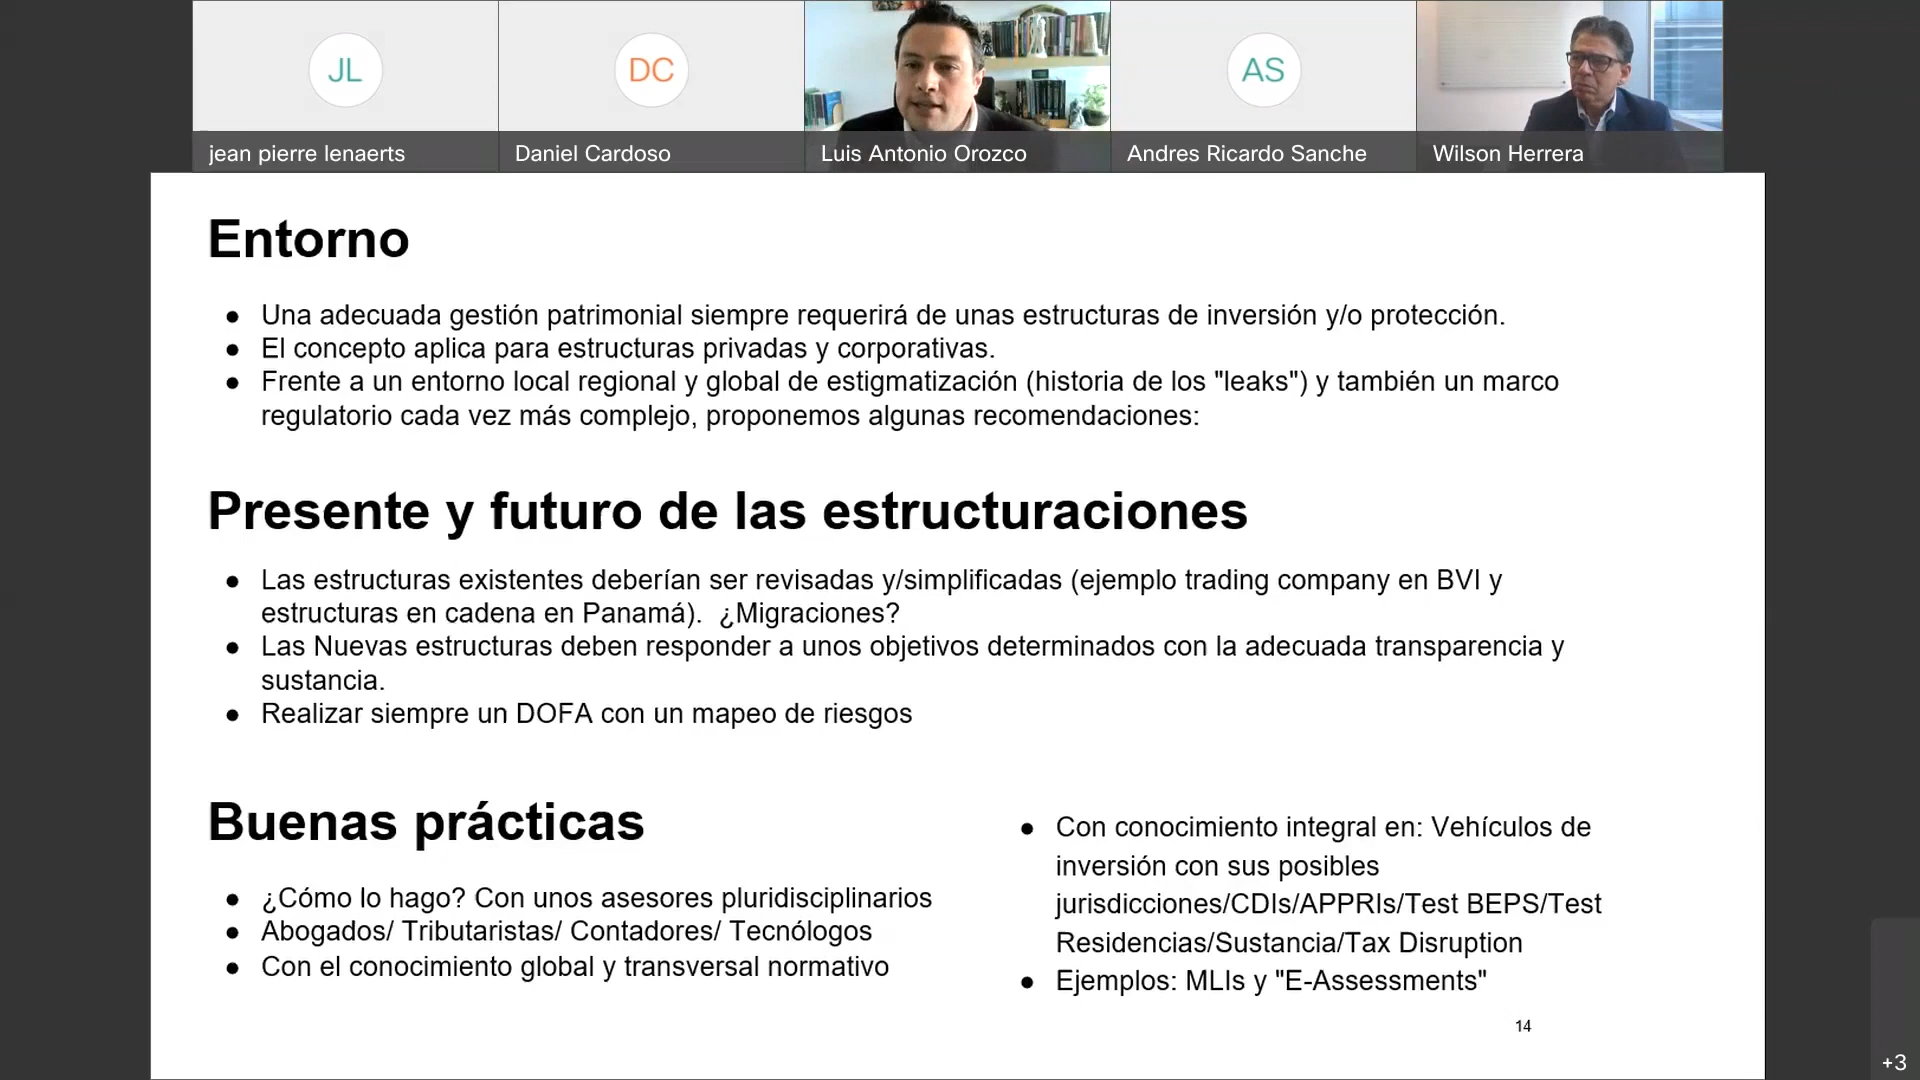 JL
DC
AS
jean pierre lenaerts
Daniel Cardoso
Luis Antonio Orozco
Andres Ricardo Sanche
Wilson Herrera
Entorno
● Una adecuada gestión patrimonial siempre requerirá de unas estructuras de inversión y/o protección.
● El concepto aplica para estructuras privadas y corporativas.
● Frente a un entorno local regional y global de estigmatización (historia de los "leaks") y también un marco
regulatorio cada vez más complejo, proponemos algunas recomendaciones:
Presente y futuro de las estructuraciones
● Las estructuras existentes deberían ser revisadas y/simplificadas (ejemplo trading company en BVI y
estructuras en cadena en Panamá).  ¿Migraciones?
● Las Nuevas estructuras deben responder a unos objetivos determinados con la adecuada transparencia y
sustancia.
● Realizar siempre un DOFA con un mapeo de riesgos
Buenas prácticas
● ¿Cómo lo hago? Con unos asesores pluridisciplinarios
● Abogados/ Tributaristas/ Contadores/ Tecnólogos
● Con el conocimiento global y transversal normativo
● Con conocimiento integral en: Vehículos de
inversión con sus posibles
jurisdicciones/CDIs/APPRIs/Test BEPS/Test
Residencias/Sustancia/Tax Disruption
● Ejemplos: MLIs y "E-Assessments"
14
+3